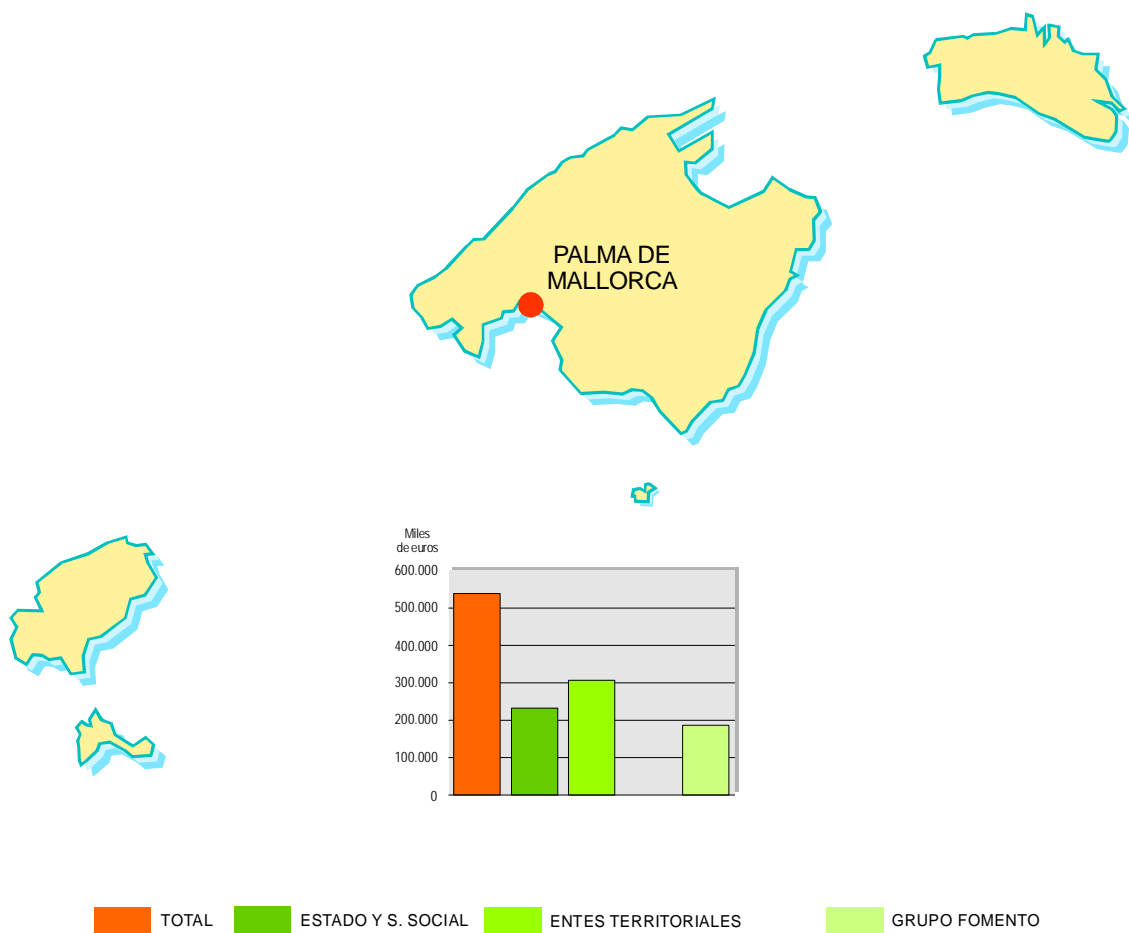 PALMA DE
MALLORCA
Miles
de euros
600.000
500.000
400.000
300.000
200.000
100.000
0
TOTAL
ESTADO Y S. SOCIAL
ENTES TERRITORIALES
GRUPO FOMENTO